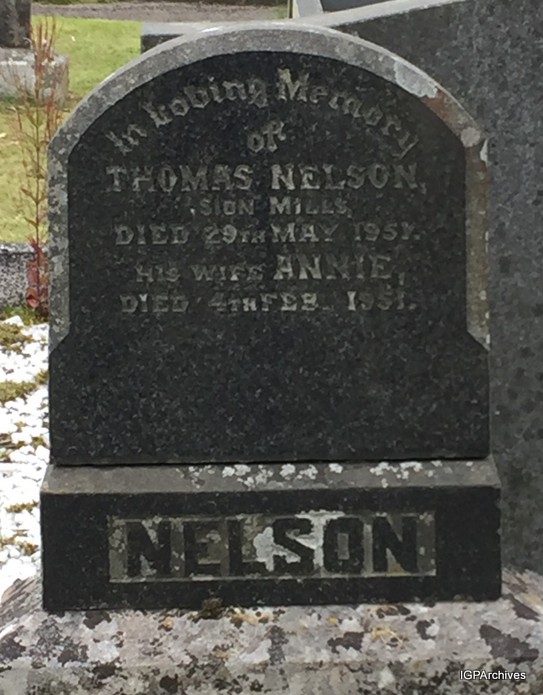 In Loving Memory
OF
THOMAS NELSON,
SION MILLS,
DIED 29TH MAY 1957.
HIS WIFE ANNIE,
DIED 4TH FEB. 1951.
NELSON
IGPArchives